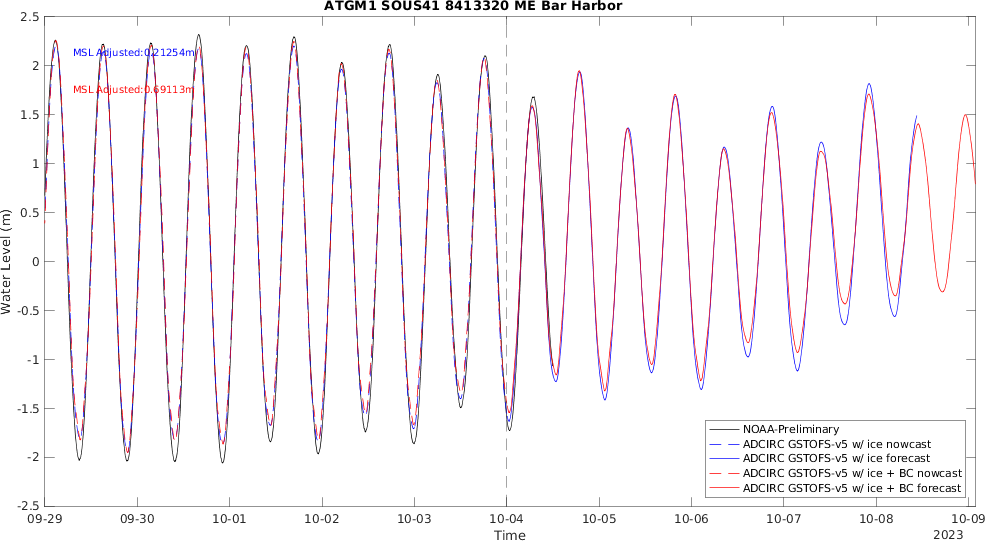 ATGM1 SOUS41 8413320 ME Bar Harbor
2.5
2
1.5
1
0.5
0
-0.5
-1
-1.5
-2
-2.5
Water Level (m)
MSL Adjusted:0.21254m
MSL Adjusted:0.69113m
NOAA-Preliminary
ADCIRC GSTOFS-v5 w/ ice nowcast
ADCIRC GSTOFS-v5 w/ ice forecast
ADCIRC GSTOFS-v5 w/ ice + BC nowcast
ADCIRC GSTOFS-v5 w/ ice + BC forecast
09-29 09-30 10-01 10-02 10-03 10-04 10-05 10-06 10-07 10-08 10-09
Time
2023